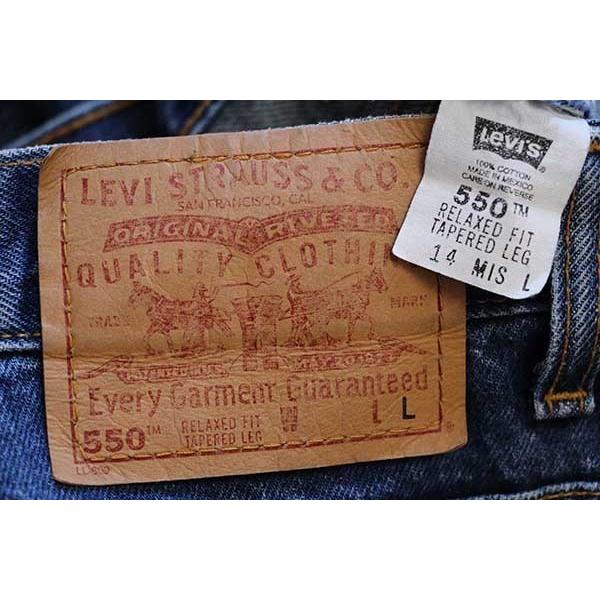 LEVI STRAUSS & CO.
SAN FRANCISCO, CAL
ORIGINAL RIVETED
QUALITY CLOTHIN
TRADE MARK
Every Garment Guaranteed
550™ RELAXED FIT
TAPERED LEG
W L L
LEVI'S
100% COTTON
MADE IN MEXICO
CARE ON REVERSE
550™
RELAXED FIT
TAPERED LEG
14 MIS L